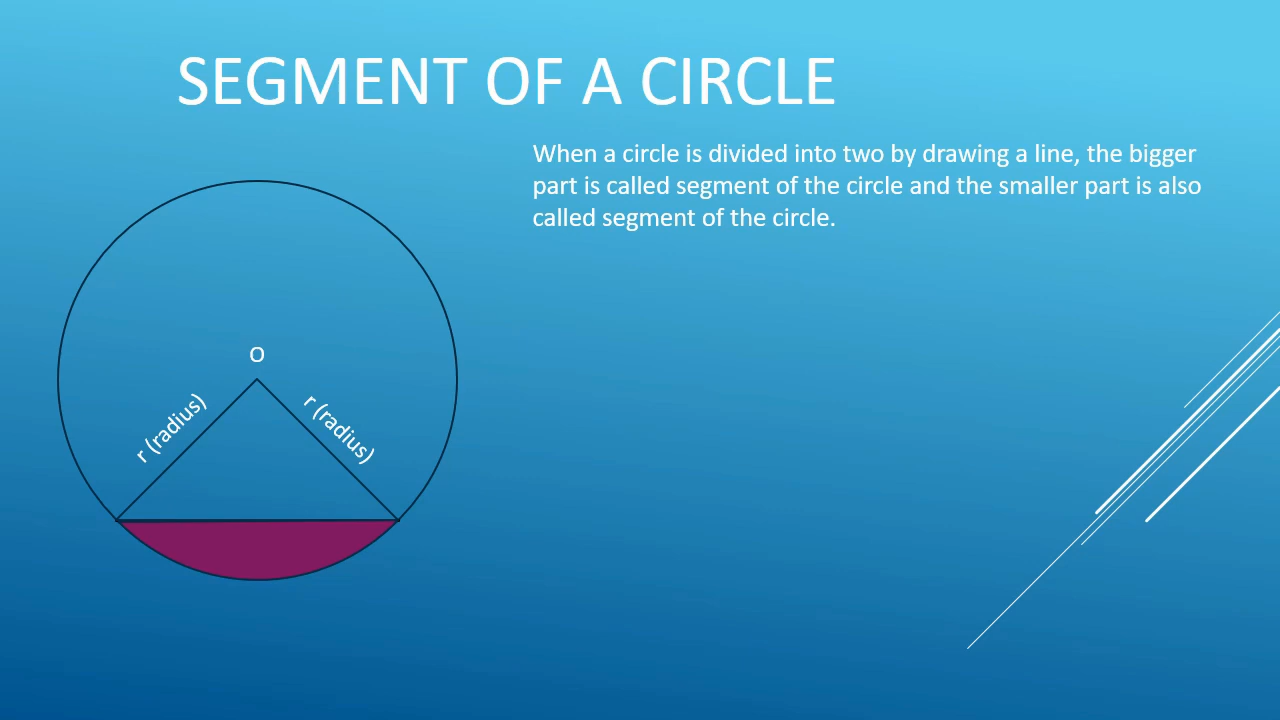 SEGMENT OF A CIRCLE
When a circle is divided into two by drawing a line, the bigger
part is called segment of the circle and the smaller part is also
called segment of the circle.
O
r (radius)
r (radius)